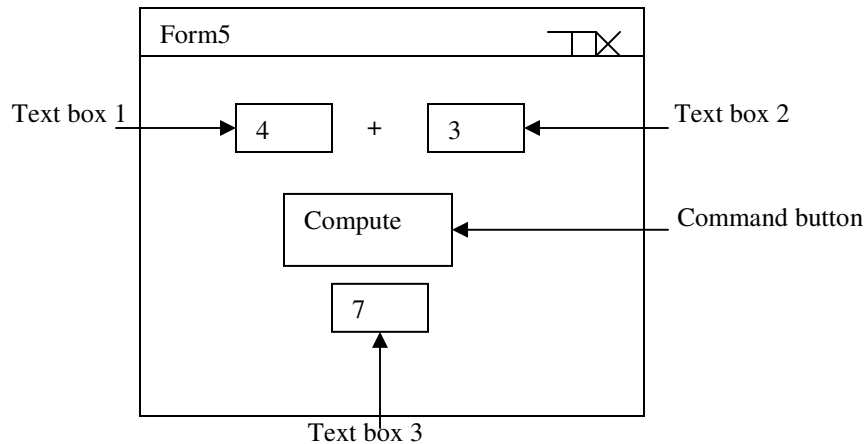 Form5
Text box 1
4 + 3
Text box 2
Compute
Command button
7
Text box 3